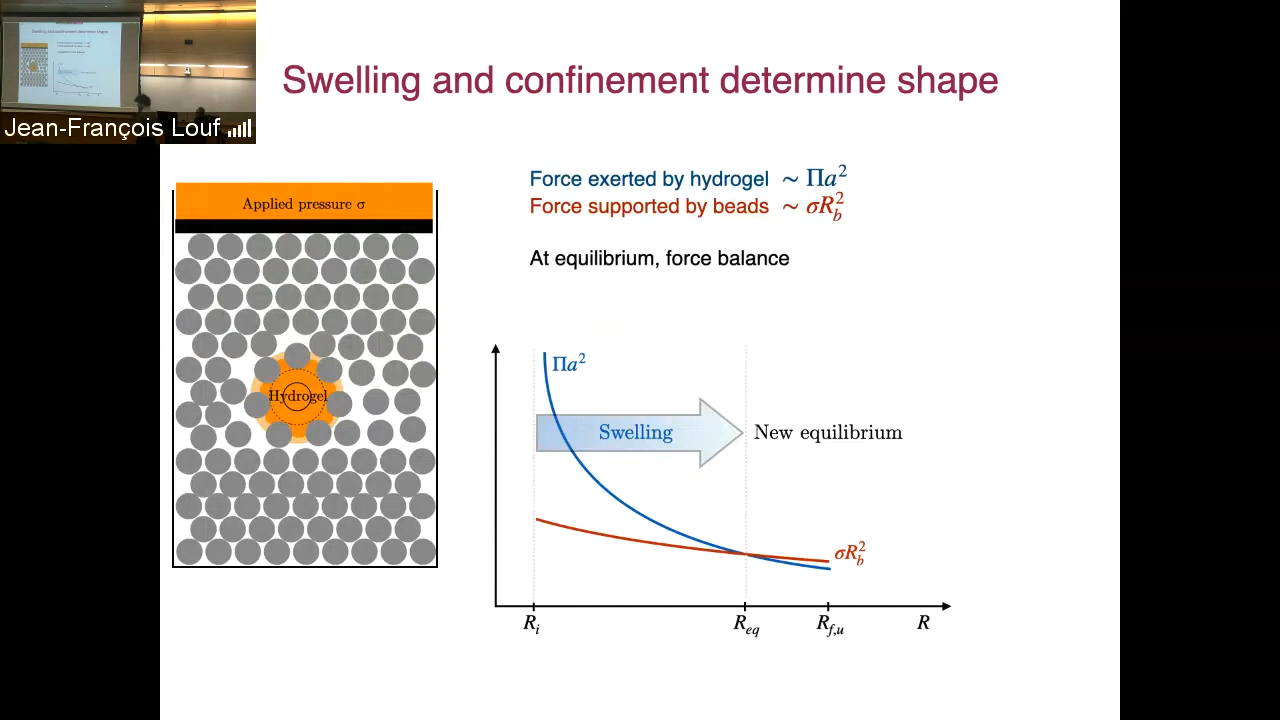 Swelling and confinement determine shape
Jean-François Louf
Force exerted by hydrogel ~ Πa²
Force supported by beads ~ σR_b²
At equilibrium, force balance
Applied pressure σ
Hydrogel
Πa²
Swelling
New equilibrium
σR_b²
R_i
R_eq
R_f,u
R